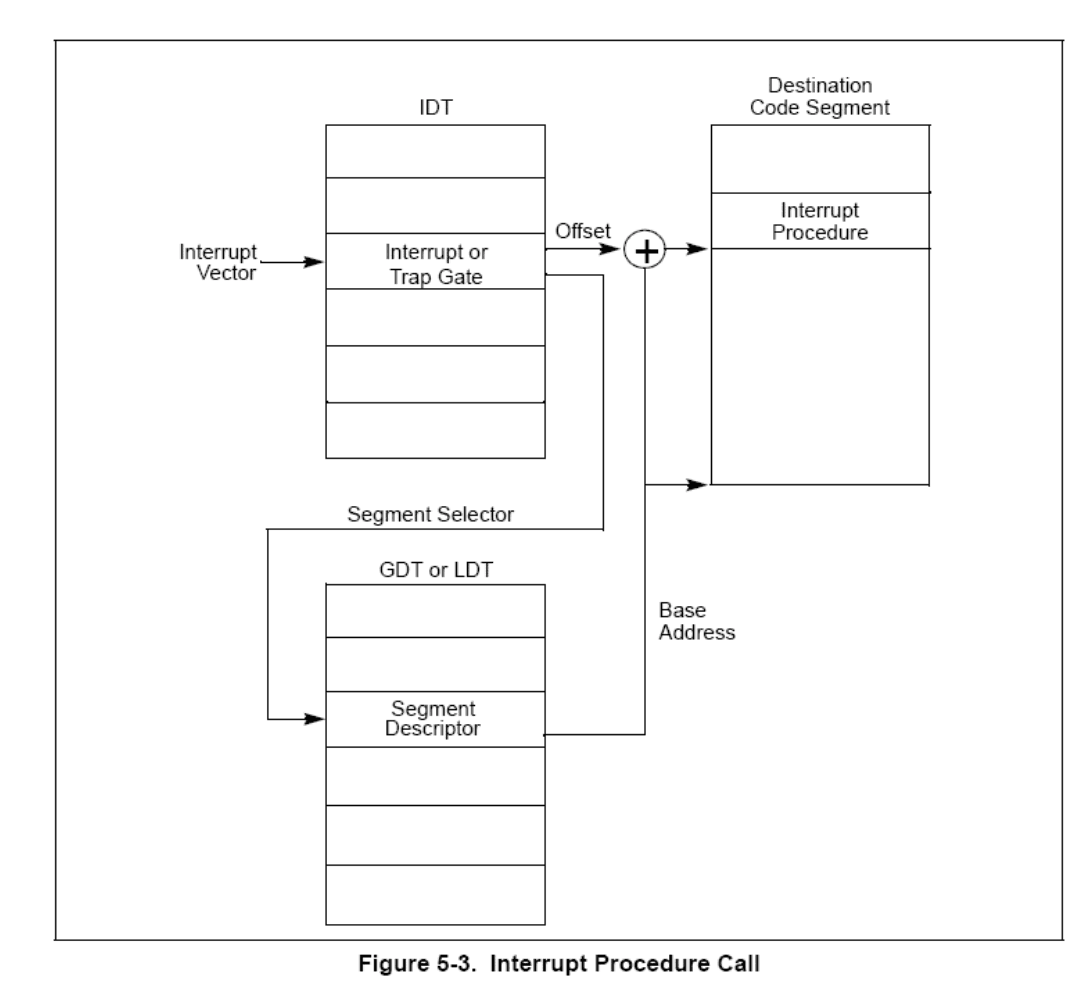 Destination
Code Segment
IDT
Interrupt
Procedure
Offset
+
Interrupt
Vector
Interrupt or
Trap Gate
Segment Selector
GDT or LDT
Base
Address
Segment
Descriptor
Figure 5-3. Interrupt Procedure Call